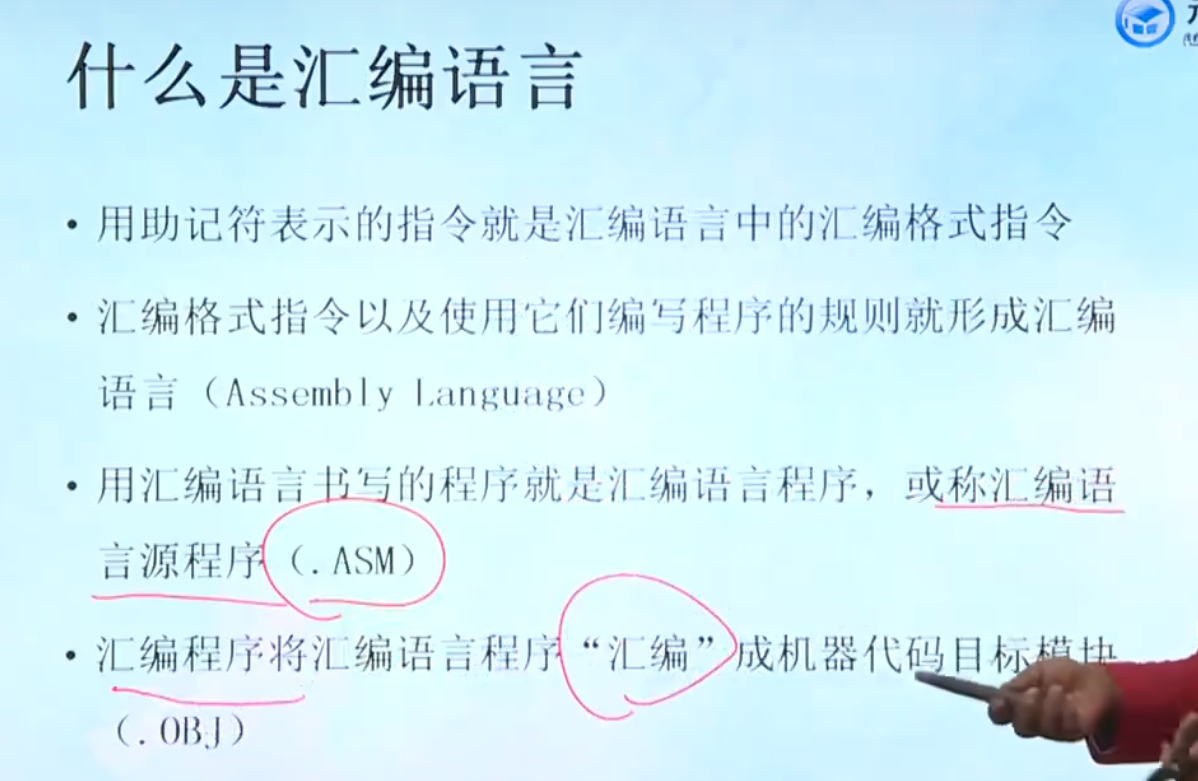 什么是汇编语言
• 用助记符表示的指令就是汇编语言中的汇编格式指令
• 汇编格式指令以及使用它们编写程序的规则就形成汇编
语言（Assembly Language）
• 用汇编语言书写的程序就是汇编语言程序，或称汇编语
言源程序（.ASM）
• 汇编程序将汇编语言程序“汇编”成机器代码目标模块
（.OBJ）